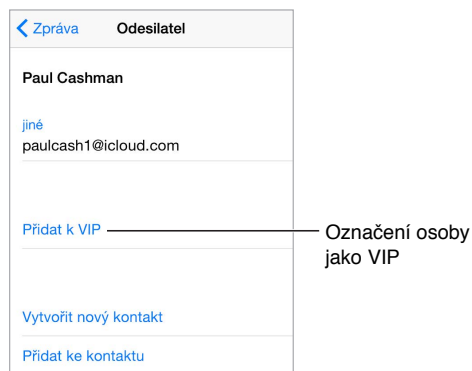 Zpráva Odesilatel
Paul Cashman
jiné
paulcash1@icloud.com
Přidat k VIP
Označení osoby
jako VIP
Vytvořit nový kontakt
Přidat ke kontaktu